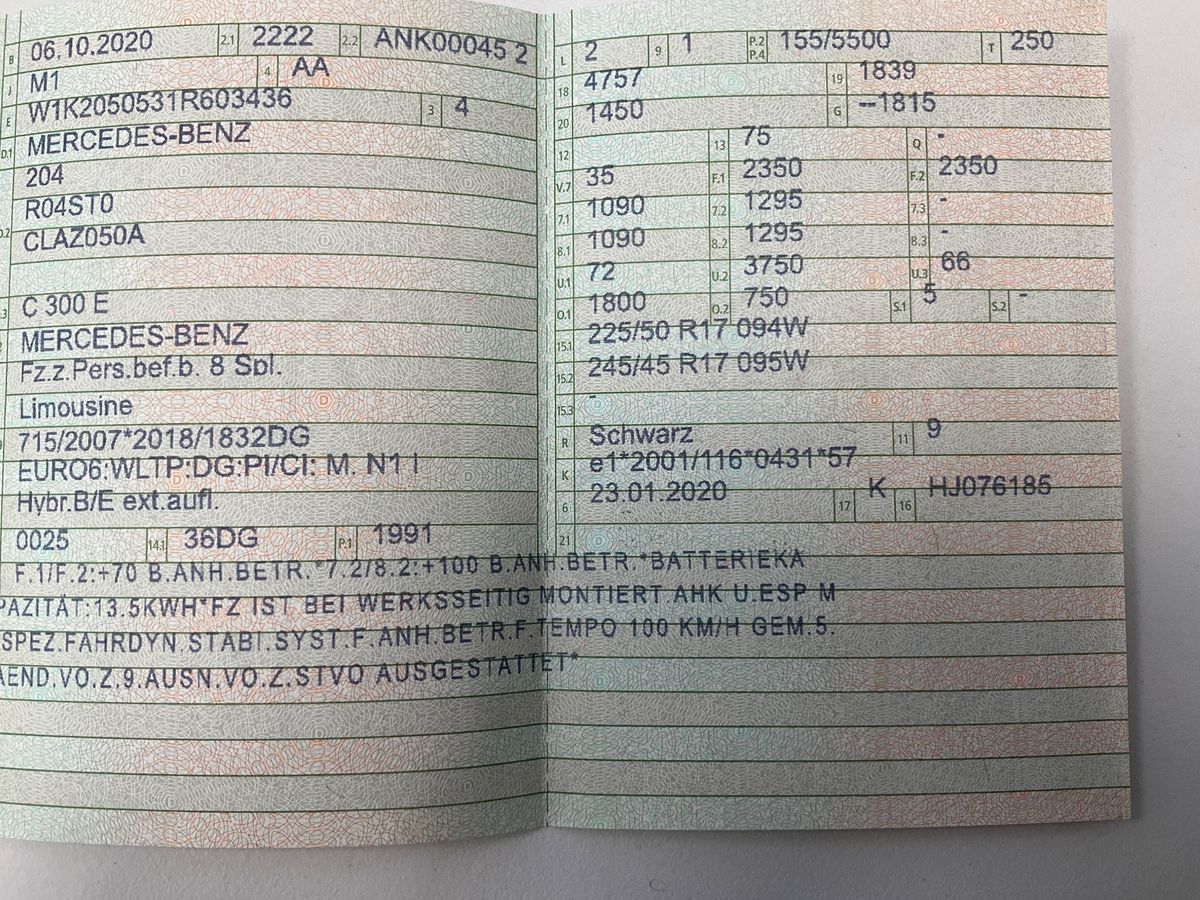 B 06.10.2020 2.1 2222 2.2 ANK00045 2
J M1 4 AA
E W1K2050531R603436 3 4
D.1 MERCEDES-BENZ
204
R04ST0
D.2 CLAZ050A
.3 C 300 E
2 MERCEDES-BENZ
Fz.z.Pers.bef.b. 8 Spl.
Limousine
715/2007*2018/1832DG
EURO6:WLTP:DG:PI/CI: M. N1 I
Hybr.B/E ext.aufl.
0025 14.1 36DG P.1 1991
L 2 9 1 P.2 P.4 155/5500 T 250
18 4757 19 1839
20 1450 G --1815
12 13 75 Q -
V.7 35 F.1 2350 F.2 2350
7.1 1090 7.2 1295 7.3 -
8.1 1090 8.2 1295 8.3 -
U.1 72 U.2 3750 U.3 66
O.1 1800 O.2 750 S.1 5 S.2 -
15.1 225/50 R17 094W
15.2 245/45 R17 095W
15.3 -
R Schwarz 11 9
K e1*2001/116*0431*57
6 23.01.2020 17 K 16 HJ076185
21
F.1/F.2:+70 B.ANH.BETR.*7.2/8.2:+100 B.ANH.BETR.*BATTERIEKA
PAZITÄT:13.5KWH*FZ IST BEI WERKSSEITIG MONTIERT AHK U.ESP M
SPEZ.FAHRDYN.STABI.SYST.F.ANH.BETR.F.TEMPO 100 KM/H GEM.5.
AEND.VO.Z.9.AUSN.VO.Z.STVO AUSGESTATTET*